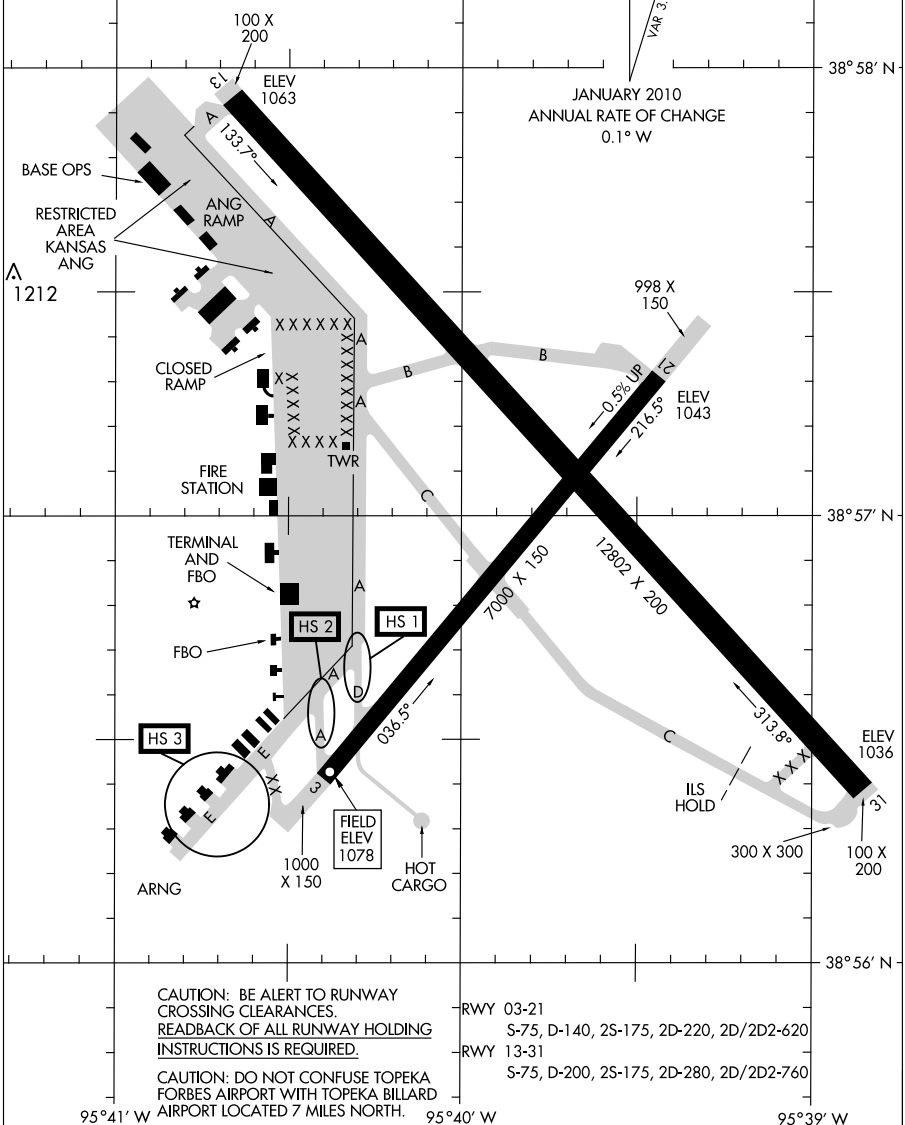 100 X
200
VAR 3.
13
ELEV
1063
38°58' N
JANUARY 2010
ANNUAL RATE OF CHANGE
0.1° W
A
133.7°
BASE OPS
RESTRICTED
AREA
KANSAS
ANG
ANG
RAMP
A
1212
998 X
150
X X X X X X
A
X
X
X
X
X
X
X
X
B
B
21
CLOSED
RAMP
X X
X
X
X
X
A
0.5% UP
216.5°
ELEV
1043
X X X X
TWR
FIRE
STATION
C
38°57' N
TERMINAL
AND
FBO
7000 X 150
12802 X 200
A
HS 2
HS 1
FBO
A
D
036.5°
313.8°
A
HS 3
E
C
ELEV
1036
X X
3
X X X
ILS
HOLD
31
E
FIELD
ELEV
1078
300 X 300
100 X
200
1000
X 150
HOT
CARGO
ARNG
38°56' N
CAUTION: BE ALERT TO RUNWAY
CROSSING CLEARANCES.
READBACK OF ALL RUNWAY HOLDING
INSTRUCTIONS IS REQUIRED.
CAUTION: DO NOT CONFUSE TOPEKA
FORBES AIRPORT WITH TOPEKA BILLARD
AIRPORT LOCATED 7 MILES NORTH.
RWY 03-21
S-75, D-140, 2S-175, 2D-220, 2D/2D2-620
RWY 13-31
S-75, D-200, 2S-175, 2D-280, 2D/2D2-760
95°41' W
95°40' W
95°39' W